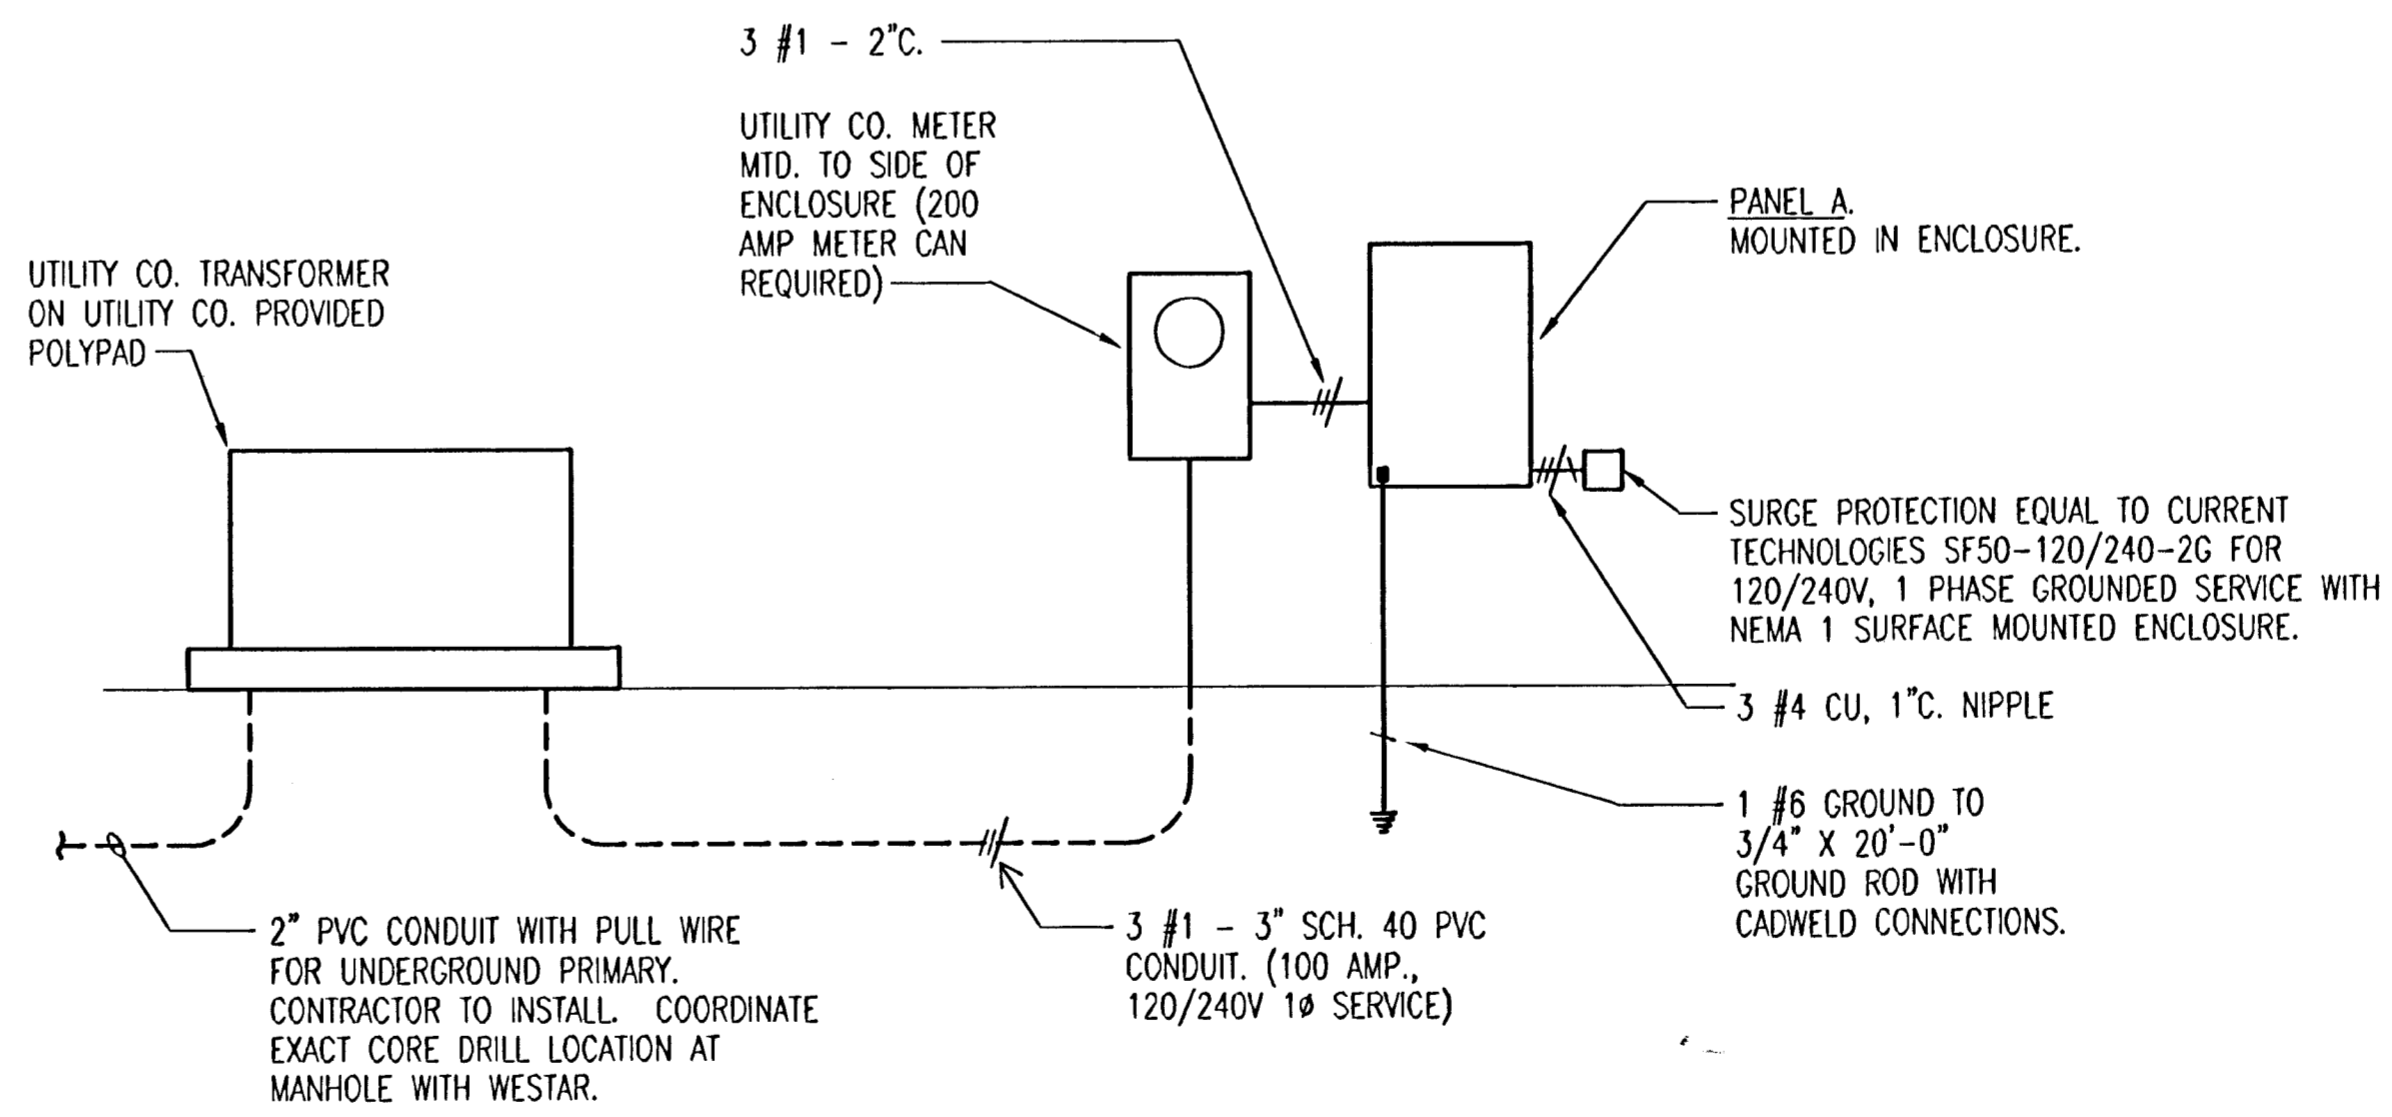 3 #1 - 2"C.
UTILITY CO. METER
MTD. TO SIDE OF
ENCLOSURE (200
AMP METER CAN
REQUIRED)
PANEL A.
MOUNTED IN ENCLOSURE.
UTILITY CO. TRANSFORMER
ON UTILITY CO. PROVIDED
POLYPAD
SURGE PROTECTION EQUAL TO CURRENT
TECHNOLOGIES SF50-120/240-2G FOR
120/240V, 1 PHASE GROUNDED SERVICE WITH
NEMA 1 SURFACE MOUNTED ENCLOSURE.
3 #4 CU, 1"C. NIPPLE
1 #6 GROUND TO
3/4" X 20'-0"
GROUND ROD WITH
CADWELD CONNECTIONS.
2" PVC CONDUIT WITH PULL WIRE
FOR UNDERGROUND PRIMARY.
CONTRACTOR TO INSTALL. COORDINATE
EXACT CORE DRILL LOCATION AT
MANHOLE WITH WESTAR.
3 #1 - 3" SCH. 40 PVC
CONDUIT. (100 AMP.,
120/240V 1ø SERVICE)